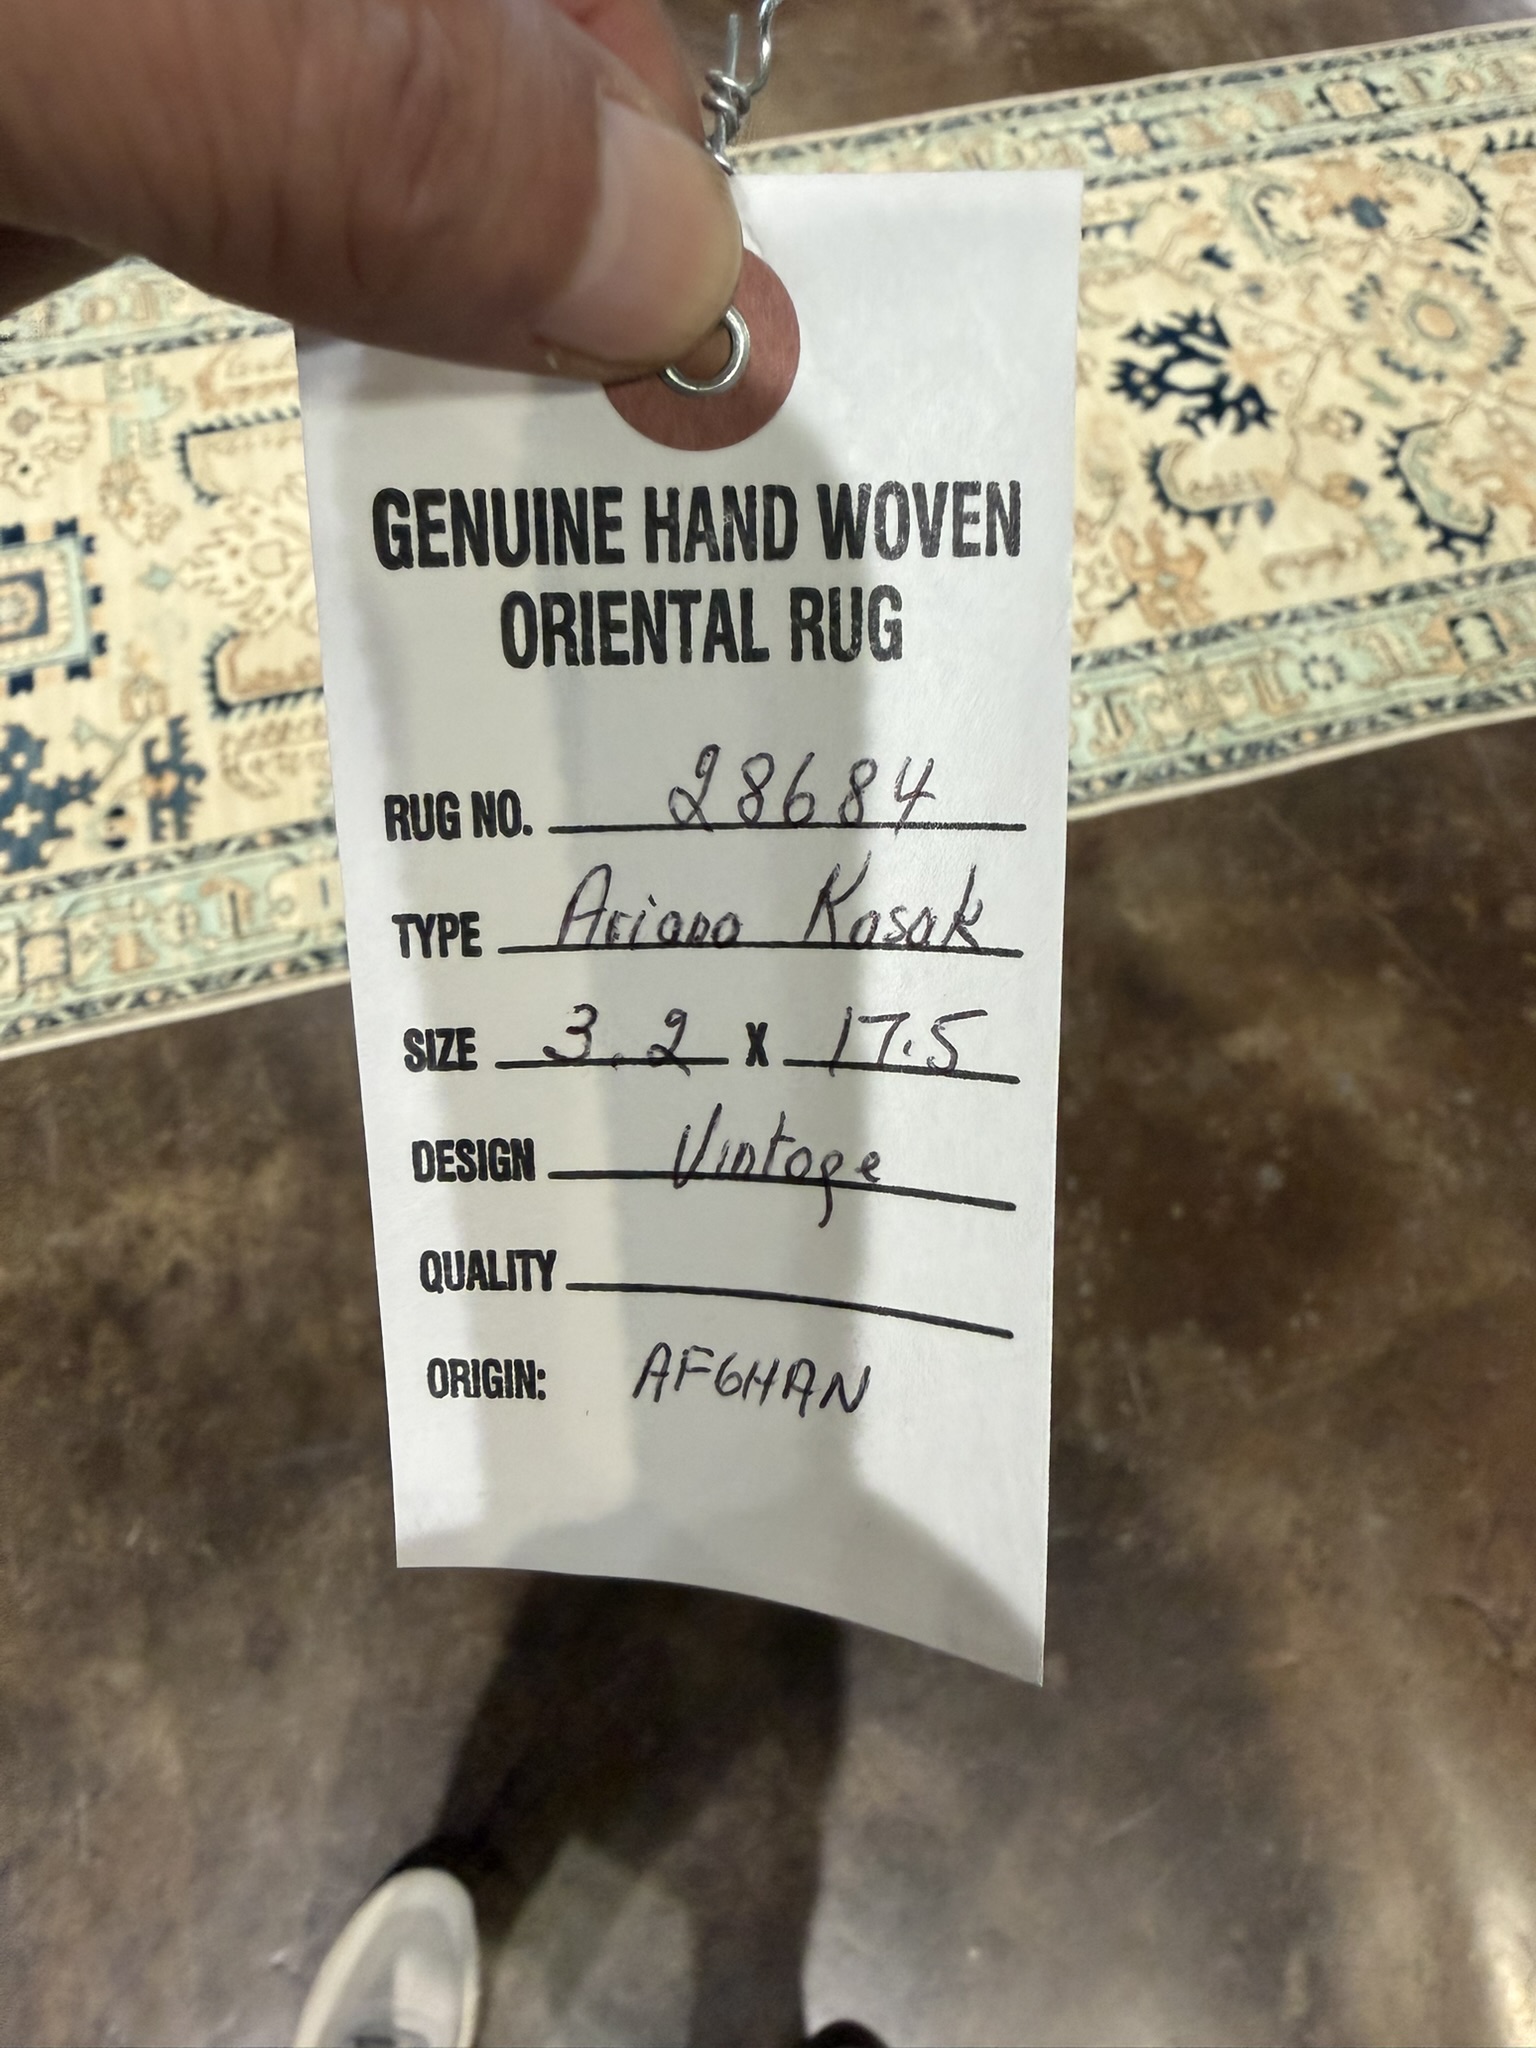 GENUINE HAND WOVEN
ORIENTAL RUG
RUG NO. 28684
TYPE Ariana Kasak
SIZE 3.2 X 17.5
DESIGN Vintage
QUALITY
ORIGIN: AFGHAN